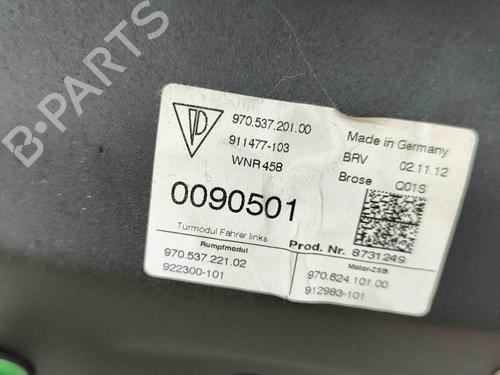 970.537.201.00
911477-103
WNR 458
Made in Germany
BRV 02.11.12
Brose Q01S
0090501
Turmodul Fahrer links
Prod. Nr. 8731249
Rumpfmodul
970.537.221.02
922300-101
Motor-ZSB
970.624.101.00
912983-101